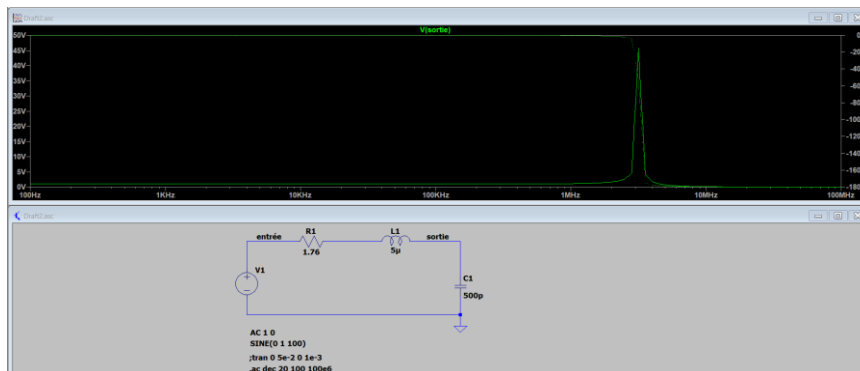 Draft2.asc
V(sortie)
50V
45V
40V
35V
30V
25V
20V
15V
10V
5V
0V
0
-20
-40
-60
-80
-100
-120
-140
-160
-180
100Hz 1KHz 10KHz 100KHz 1MHz 10MHz 100MHz
Draft2.asc
entrée R1 L1 sortie
1.76 5µ
V1
C1
500p
AC 1 0
SINE(0 1 100)
;tran 0 5e-2 0 1e-3
.ac dec 20 100 100e6